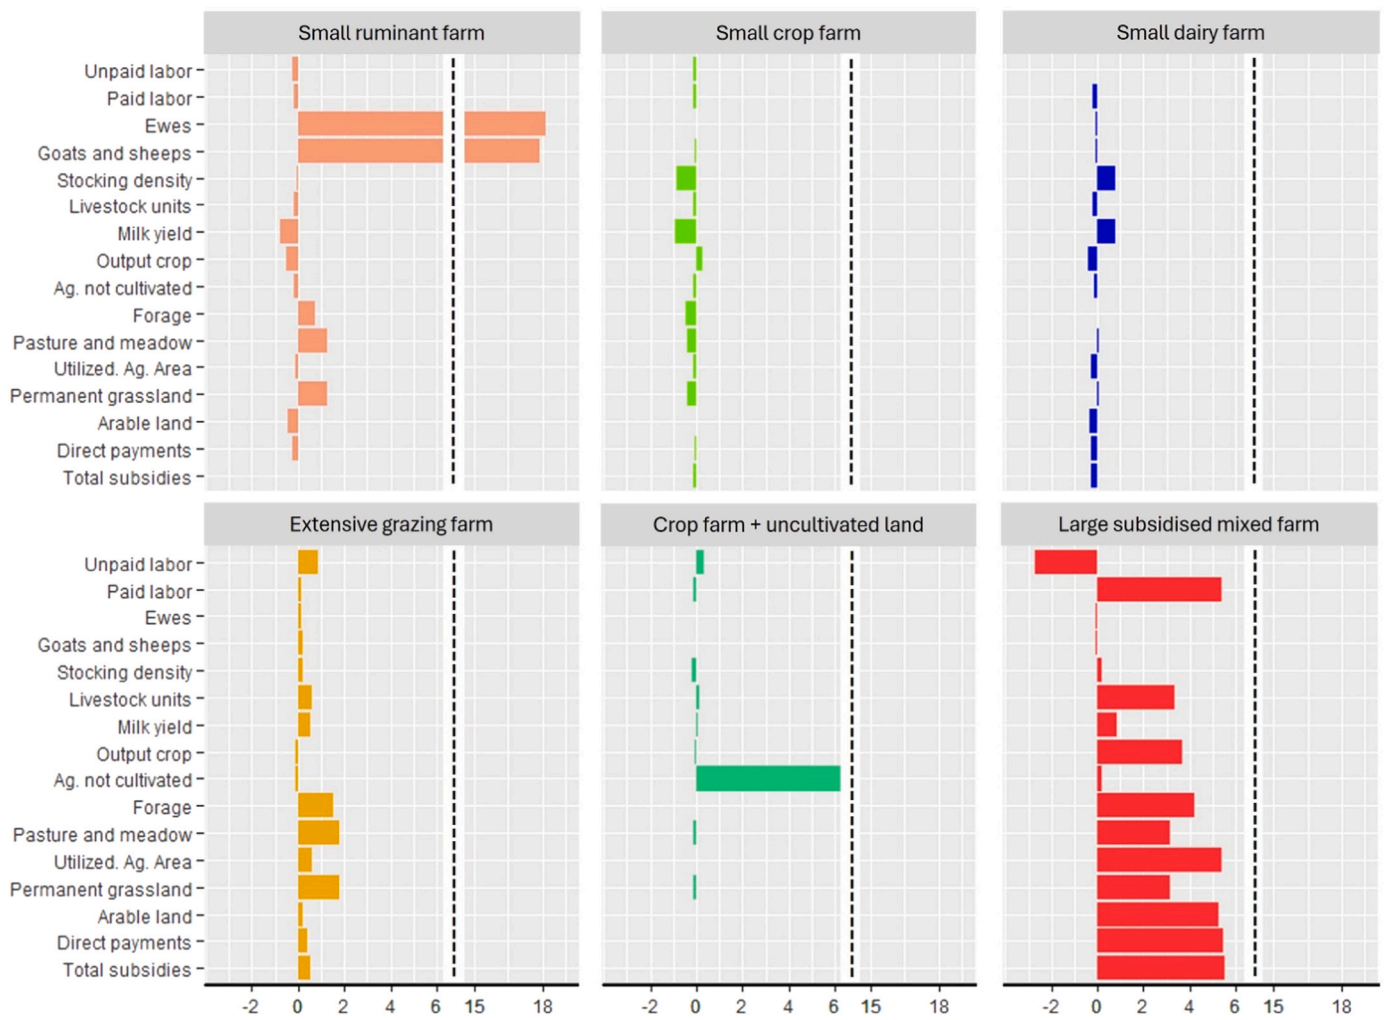 Small ruminant farm
Small crop farm
Small dairy farm
Unpaid labor
Paid labor
Ewes
Goats and sheeps
Stocking density
Livestock units
Milk yield
Output crop
Ag. not cultivated
Forage
Pasture and meadow
Utilized. Ag. Area
Permanent grassland
Arable land
Direct payments
Total subsidies
Extensive grazing farm
Crop farm + uncultivated land
Large subsidised mixed farm
Unpaid labor
Paid labor
Ewes
Goats and sheeps
Stocking density
Livestock units
Milk yield
Output crop
Ag. not cultivated
Forage
Pasture and meadow
Utilized. Ag. Area
Permanent grassland
Arable land
Direct payments
Total subsidies
-2 0 2 4 6 15 18
-2 0 2 4 6 15 18
-2 0 2 4 6 15 18